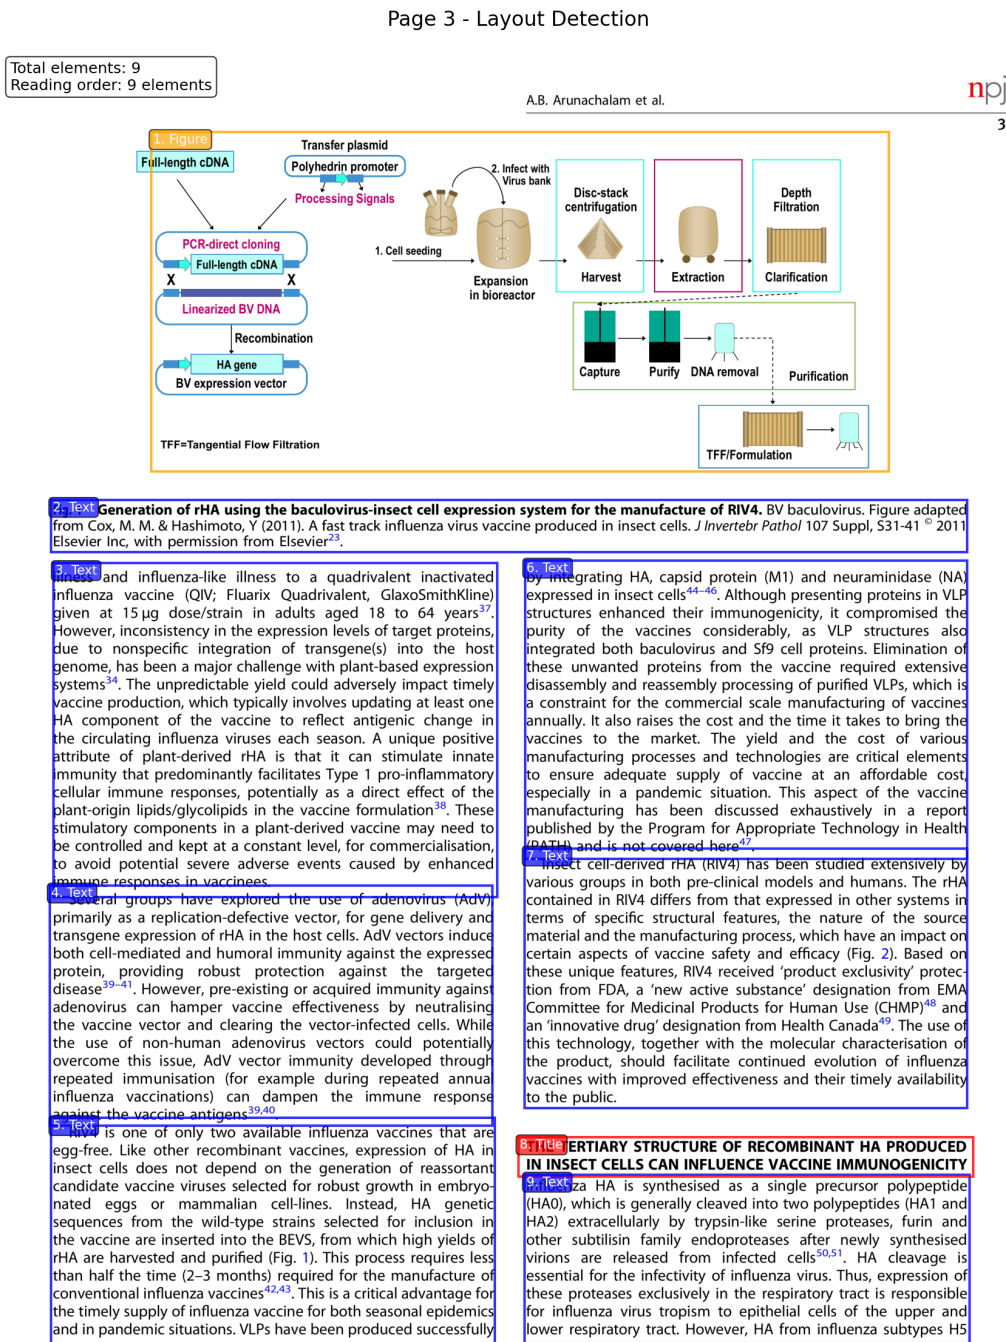 Page 3 - Layout Detection
Total elements: 9
Reading order: 9 elements
A.B. Arunachalam et al.
npj
3
1. Figure
Full-length cDNA
Transfer plasmid
Polyhedrin promoter
Processing Signals
PCR-direct cloning
Full-length cDNA
X
X
Linearized BV DNA
Recombination
HA gene
BV expression vector
TFF=Tangential Flow Filtration
1. Cell seeding
2. Infect with
Virus bank
Expansion
in bioreactor
Disc-stack
centrifugation
Harvest
Extraction
Depth
Filtration
Clarification
Capture
Purify
DNA removal
Purification
TFF/Formulation
2. Text
Generation of rHA using the baculovirus-insect cell expression system for the manufacture of RIV4. BV baculovirus. Figure adapted
from Cox, M. M. & Hashimoto, Y (2011). A fast track influenza virus vaccine produced in insect cells. J Invertebr Pathol 107 Suppl, S31-41 © 2011
Elsevier Inc, with permission from Elsevier23.
3. Text
illness and influenza-like illness to a quadrivalent inactivated
influenza vaccine (QIV; Fluarix Quadrivalent, GlaxoSmithKline)
given at 15 µg dose/strain in adults aged 18 to 64 years37.
However, inconsistency in the expression levels of target proteins,
due to nonspecific integration of transgene(s) into the host
genome, has been a major challenge with plant-based expression
systems34. The unpredictable yield could adversely impact timely
vaccine production, which typically involves updating at least one
HA component of the vaccine to reflect antigenic change in
the circulating influenza viruses each season. A unique positive
attribute of plant-derived rHA is that it can stimulate innate
immunity that predominantly facilitates Type 1 pro-inflammatory
cellular immune responses, potentially as a direct effect of the
plant-origin lipids/glycolipids in the vaccine formulation38. These
stimulatory components in a plant-derived vaccine may need to
be controlled and kept at a constant level, for commercialisation,
to avoid potential severe adverse events caused by enhanced
immune responses in vaccinees.
4. Text
Several groups have explored the use of adenovirus (AdV)
primarily as a replication-defective vector, for gene delivery and
transgene expression of rHA in the host cells. AdV vectors induce
both cell-mediated and humoral immunity against the expressed
protein, providing robust protection against the targeted
disease39–41. However, pre-existing or acquired immunity against
adenovirus can hamper vaccine effectiveness by neutralising
the vaccine vector and clearing the vector-infected cells. While
the use of non-human adenovirus vectors could potentially
overcome this issue, AdV vector immunity developed through
repeated immunisation (for example during repeated annual
influenza vaccinations) can dampen the immune response
against the vaccine antigens39,40.
5. Text
RIV4 is one of only two available influenza vaccines that are
egg-free. Like other recombinant vaccines, expression of HA in
insect cells does not depend on the generation of reassortant
candidate vaccine viruses selected for robust growth in embryo-
nated eggs or mammalian cell-lines. Instead, HA genetic
sequences from the wild-type strains selected for inclusion in
the vaccine are inserted into the BEVS, from which high yields of
rHA are harvested and purified (Fig. 1). This process requires less
than half the time (2–3 months) required for the manufacture of
conventional influenza vaccines42,43. This is a critical advantage for
the timely supply of influenza vaccine for both seasonal epidemics
and in pandemic situations. VLPs have been produced successfully
6. Text
by integrating HA, capsid protein (M1) and neuraminidase (NA)
expressed in insect cells44–46. Although presenting proteins in VLP
structures enhanced their immunogenicity, it compromised the
purity of the vaccines considerably, as VLP structures also
integrated both baculovirus and Sf9 cell proteins. Elimination of
these unwanted proteins from the vaccine required extensive
disassembly and reassembly processing of purified VLPs, which is
a constraint for the commercial scale manufacturing of vaccines
annually. It also raises the cost and the time it takes to bring the
vaccines to the market. The yield and the cost of various
manufacturing processes and technologies are critical elements
to ensure adequate supply of vaccine at an affordable cost,
especially in a pandemic situation. This aspect of the vaccine
manufacturing has been discussed exhaustively in a report
published by the Program for Appropriate Technology in Health
(PATH) and is not covered here47.
7. Text
Insect cell-derived rHA (RIV4) has been studied extensively by
various groups in both pre-clinical models and humans. The rHA
contained in RIV4 differs from that expressed in other systems in
terms of specific structural features, the nature of the source
material and the manufacturing process, which have an impact on
certain aspects of vaccine safety and efficacy (Fig. 2). Based on
these unique features, RIV4 received ‘product exclusivity’ protec-
tion from FDA, a ‘new active substance’ designation from EMA
Committee for Medicinal Products for Human Use (CHMP)48 and
an ‘innovative drug’ designation from Health Canada49. The use of
this technology, together with the molecular characterisation of
the product, should facilitate continued evolution of influenza
vaccines with improved effectiveness and their timely availability
to the public.
8. Title
TERTIARY STRUCTURE OF RECOMBINANT HA PRODUCED
IN INSECT CELLS CAN INFLUENCE VACCINE IMMUNOGENICITY
9. Text
Influenza HA is synthesised as a single precursor polypeptide
(HA0), which is generally cleaved into two polypeptides (HA1 and
HA2) extracellularly by trypsin-like serine proteases, furin and
other subtilisin family endoproteases after newly synthesised
virions are released from infected cells50,51. HA cleavage is
essential for the infectivity of influenza virus. Thus, expression of
these proteases exclusively in the respiratory tract is responsible
for influenza virus tropism to epithelial cells of the upper and
lower respiratory tract. However, HA from influenza subtypes H5